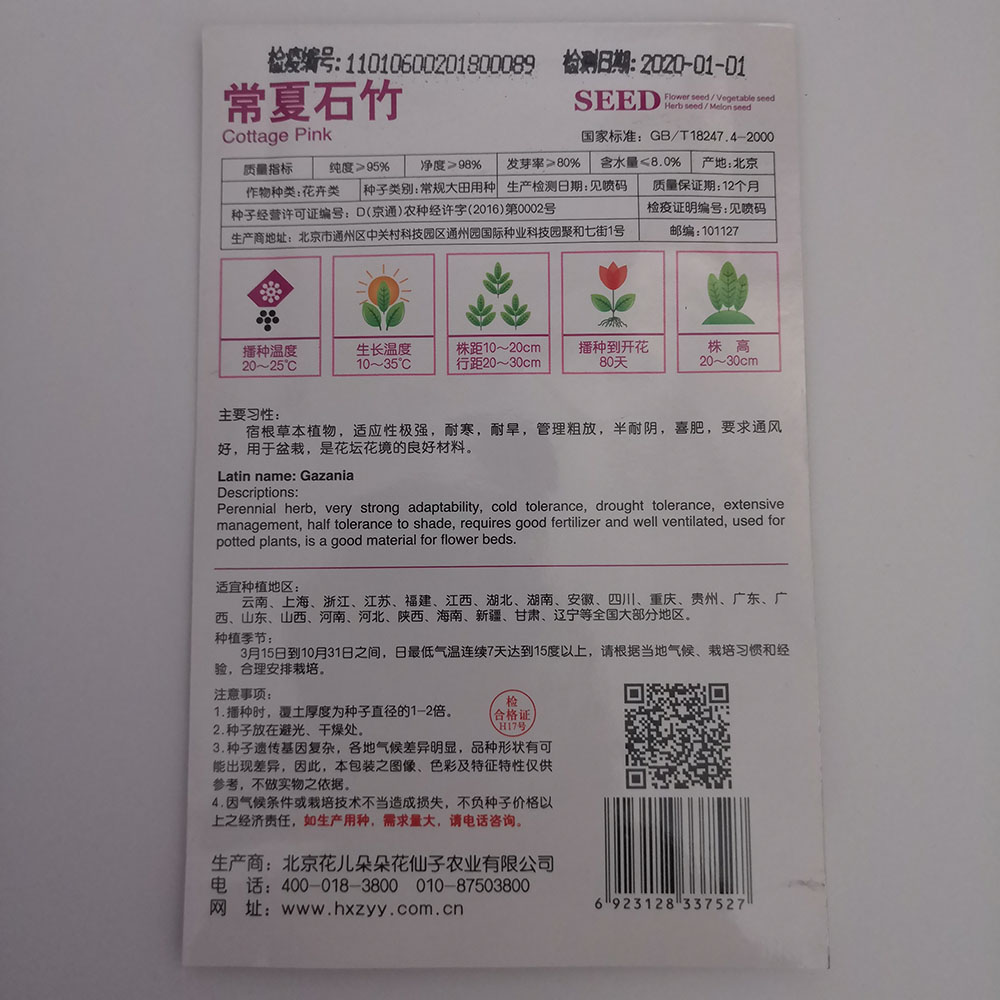 检疫编号:11010600201800089 检测日期:2020-01-01
常夏石竹
Cottage Pink
SEED Flower seed / Vegetable seed
Herb seed / Melon seed
国家标准：GB/T18247.4-2000
质量指标 纯度≥95% 净度≥98% 发芽率≥80% 含水量≤8.0% 产地:北京
作物种类:花卉类 种子类别:常规大田用种 生产检测日期:见喷码 质量保证期:12个月
种子经营许可证编号：D(京通)农种经许字(2016)第0002号 检疫证明编号:见喷码
生产商地址：北京市通州区中关村科技园区通州园国际种业科技园聚和七街1号 邮编:101127
播种温度
20～25℃
生长温度
10～35℃
株距10～20cm
行距20～30cm
播种到开花
80天
株 高
20～30cm
主要习性：
宿根草本植物，适应性极强，耐寒，耐旱，管理粗放，半耐阴，喜肥，要求通风
好，用于盆栽，是花坛花境的良好材料。
Latin name: Gazania
Descriptions:
Perennial herb, very strong adaptability, cold tolerance, drought tolerance, extensive
management, half tolerance to shade, requires good fertilizer and well ventilated, used for
potted plants, is a good material for flower beds.
适宜种植地区：
云南、上海、浙江、江苏、福建、江西、湖北、湖南、安徽、四川、重庆、贵州、广东、广
西、山东、山西、河南、河北、陕西、海南、新疆、甘肃、辽宁等全国大部分地区。
种植季节：
3月15日到10月31日之间，日最低气温连续7天达到15度以上，请根据当地气候、栽培习惯和经
验，合理安排栽培。
注意事项：
1.播种时，覆土厚度为种子直径的1-2倍。
2.种子放在避光、干燥处。
3.种子遗传基因复杂，各地气候差异明显，品种形状有可
能出现差异，因此，本包装之图像、色彩及特征特性仅供
参考，不做实物之依据。
4.因气候条件或栽培技术不当造成损失，不负种子价格以
上之经济责任，如生产用种，需求量大，请电话咨询。
检
合格证
H17号
生产商：北京花儿朵朵花仙子农业有限公司
电 话：400-018-3800 010-87503800
网 址：www.hxzyy.com.cn
6 923128 337527